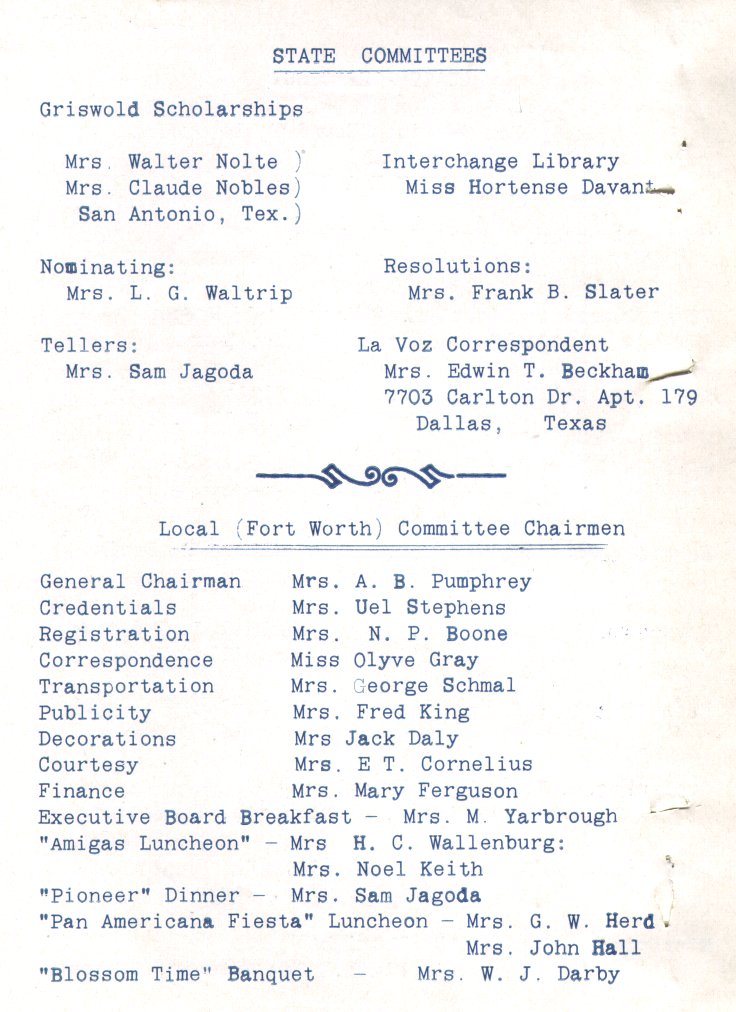 STATE COMMITTEES
Griswold Scholarships
Mrs. Walter Nolte )
Mrs. Claude Nobles)
San Antonio, Tex.)
Interchange Library
Miss Hortense Davant
Nominating:
Mrs. L. G. Waltrip
Resolutions:
Mrs. Frank B. Slater
Tellers:
Mrs. Sam Jagoda
La Voz Correspondent
Mrs. Edwin T. Beckham
7703 Carlton Dr. Apt. 179
Dallas, Texas
Local (Fort Worth) Committee Chairmen
General Chairman Mrs. A. B. Pumphrey
Credentials Mrs. Uel Stephens
Registration Mrs. N. P. Boone
Correspondence Miss Olyve Gray
Transportation Mrs. George Schmal
Publicity Mrs. Fred King
Decorations Mrs Jack Daly
Courtesy Mrs. E T. Cornelius
Finance Mrs. Mary Ferguson
Executive Board Breakfast - Mrs. M. Yarbrough
"Amigas Luncheon" - Mrs H. C. Wallenburg:
Mrs. Noel Keith
"Pioneer" Dinner - Mrs. Sam Jagoda
"Pan Americana Fiesta" Luncheon - Mrs. G. W. Herd
Mrs. John Hall
"Blossom Time" Banquet - Mrs. W. J. Darby